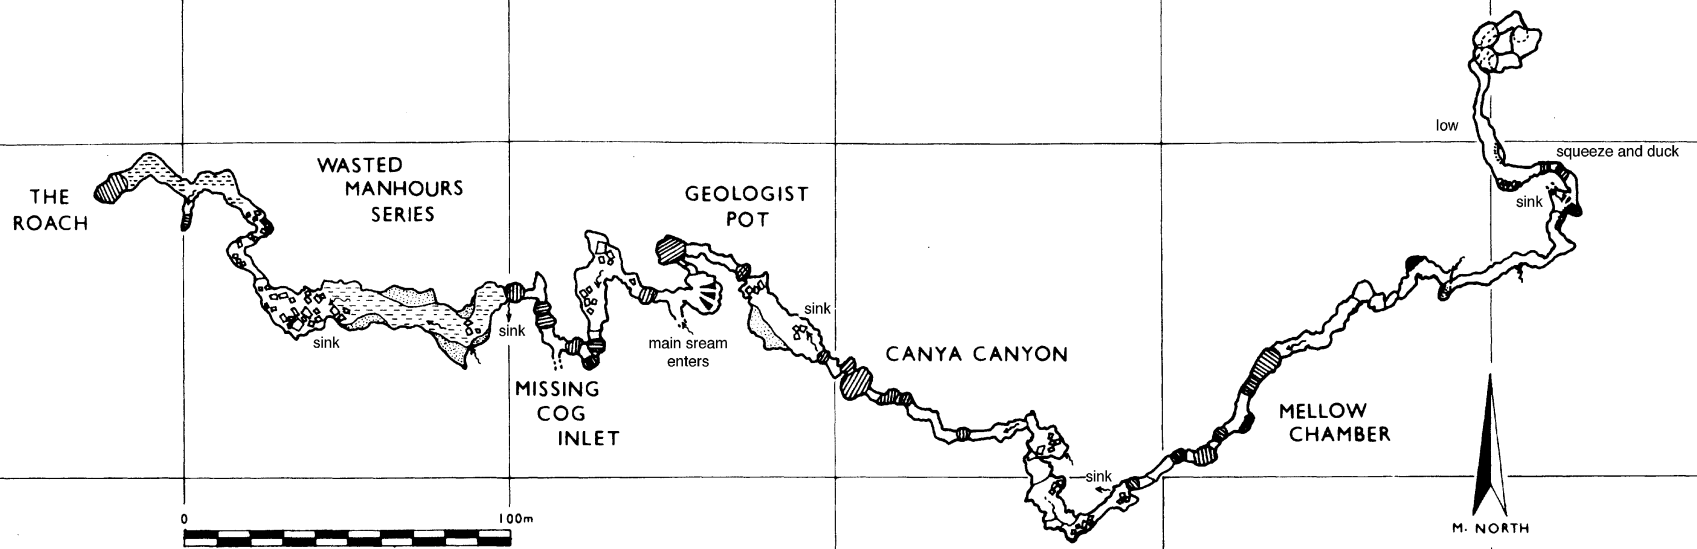 THE
ROACH
WASTED
MANHOURS
SERIES
sink
sink
MISSING
COG
INLET
main sream
enters
GEOLOGIST
POT
sink
CANYA CANYON
sink
MELLOW
CHAMBER
low
squeeze and duck
sink
M. NORTH
0
100m